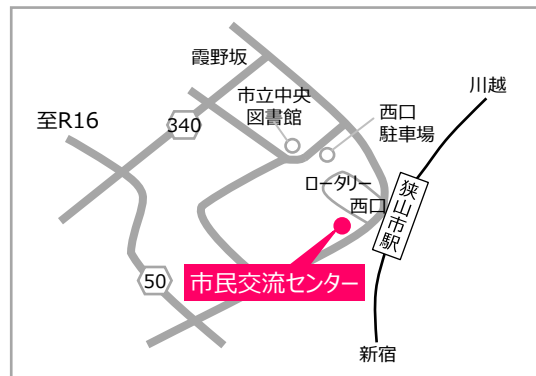 霞野坂
川越
市立中央
図書館
西口
駐車場
至R16
340
ロータリー
西口
狭山市駅
50
市民交流センター
新宿